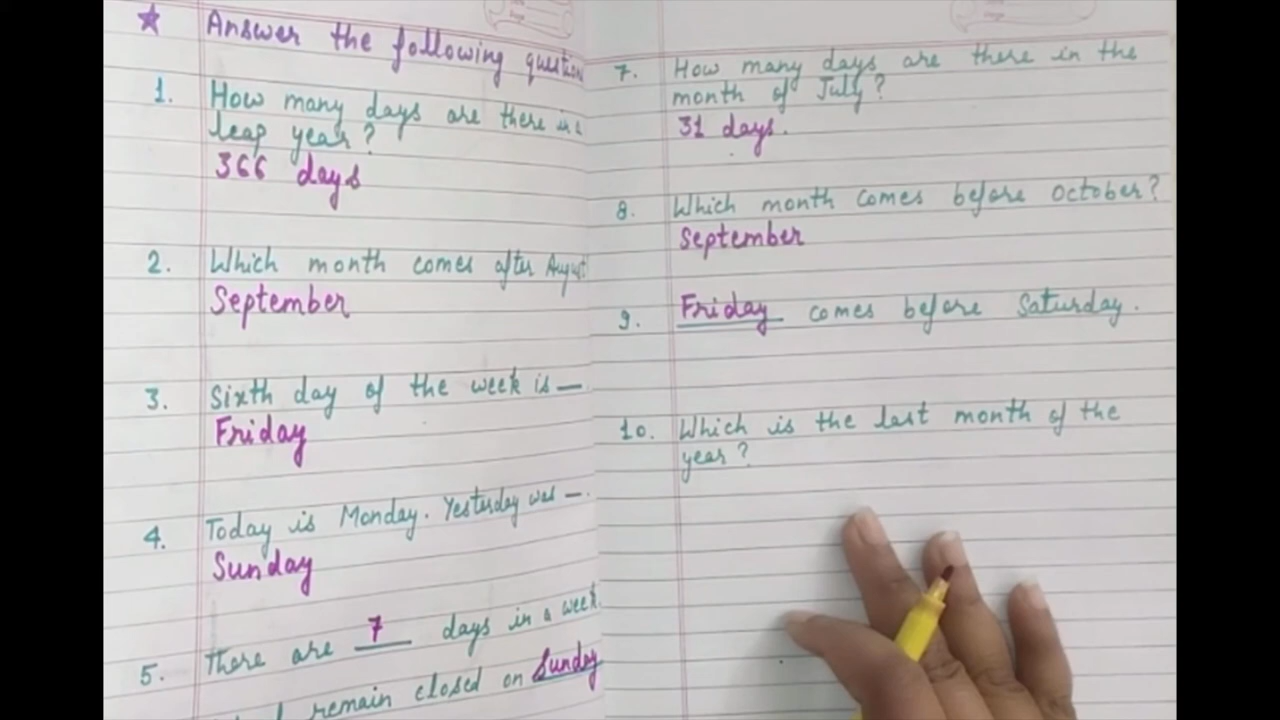 ★ Answer the following question
1. How many days are there in a
leap year?
366 days
2. Which month comes after August
September
3. Sixth day of the week is —
Friday
4. Today is Monday. Yesterday was —.
Sunday
5. There are 7 days in a week.
remain closed on Sunday
7. How many days are there in the
month of July?
31 days.
8. Which month comes before October?
September
9. Friday comes before Saturday.
10. Which is the last month of the
year?